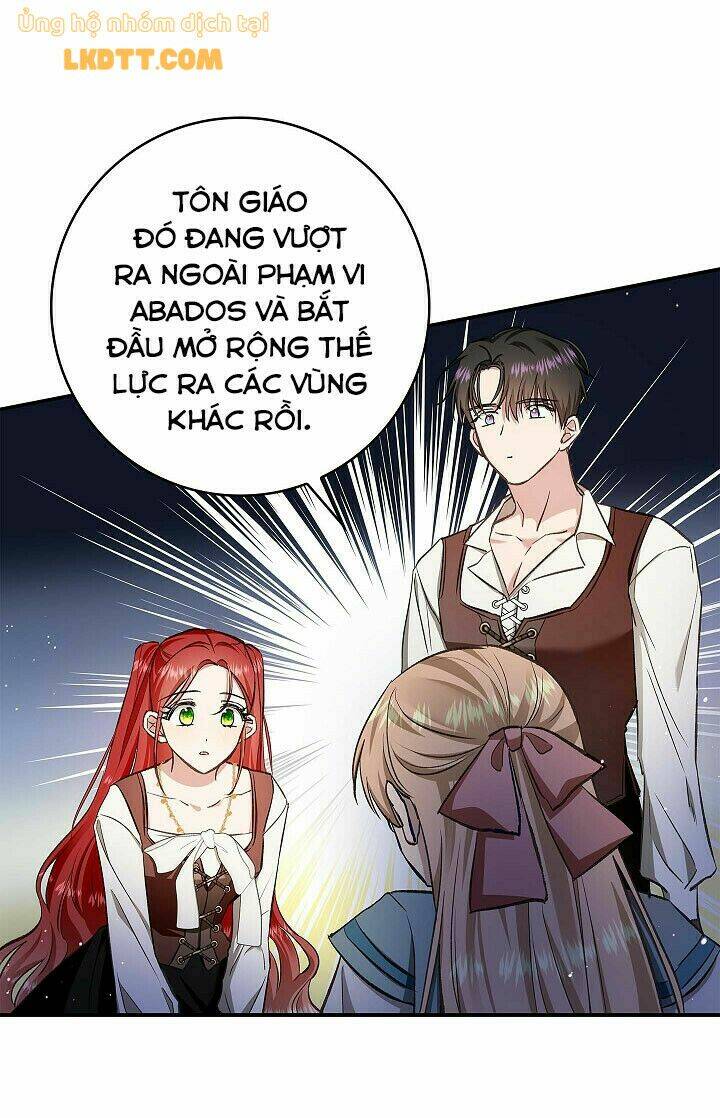 Ủng hộ nhóm dịch tại
LKDTT.COM
TÔN GIÁO
ĐÓ ĐANG VƯỢT
RA NGOÀI PHẠM VI
ABADOS VÀ BẮT
ĐẦU MỞ RỘNG THẾ
LỰC RA CÁC VÙNG
KHÁC RỒI.